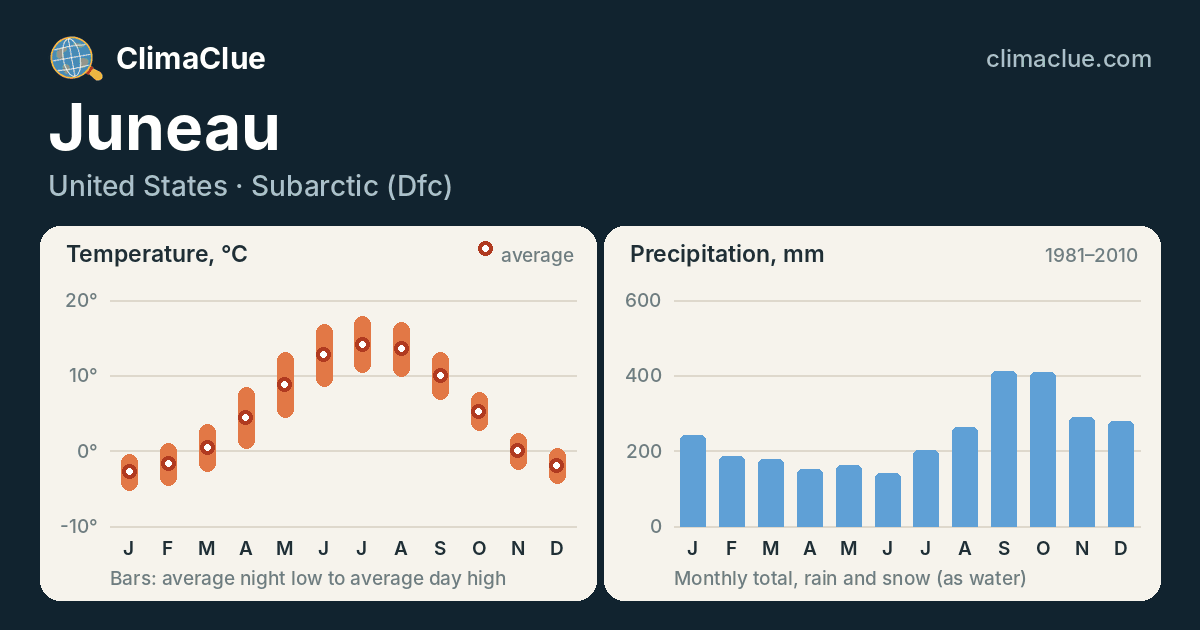 ClimaClue
climaclue.com
Juneau
United States · Subarctic (Dfc)
Temperature, °C
average
20°
10°
0°
-10°
J F M A M J J A S O N D
Bars: average night low to average day high
Precipitation, mm
1981–2010
600
400
200
0
J F M A M J J A S O N D
Monthly total, rain and snow (as water)